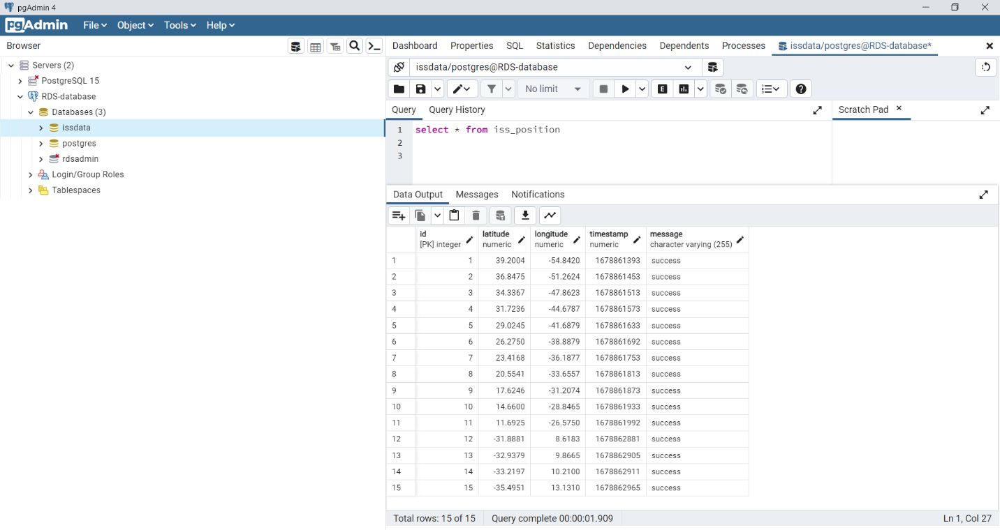 pgAdmin 4
pgAdmin File Object Tools Help
Browser
Servers (2)
PostgreSQL 15
RDS-database
Databases (3)
issdata
postgres
rdsadmin
Login/Group Roles
Tablespaces
Dashboard Properties SQL Statistics Dependencies Dependents Processes issdata/postgres@RDS-database*
issdata/postgres@RDS-database
No limit E
Query Query History
1 select * from iss_position
2
3
Scratch Pad
Data Output Messages Notifications
id latitude longitude timestamp message
[PK] integer numeric numeric numeric character varying (255)
1 1 39.2004 -54.8420 1678861393 success
2 2 36.8475 -51.2624 1678861453 success
3 3 34.3367 -47.8623 1678861513 success
4 4 31.7236 -44.6787 1678861573 success
5 5 29.0245 -41.6879 1678861633 success
6 6 26.2750 -38.8879 1678861692 success
7 7 23.4168 -36.1877 1678861753 success
8 8 20.5541 -33.6557 1678861813 success
9 9 17.6246 -31.2074 1678861873 success
10 10 14.6600 -28.8465 1678861933 success
11 11 11.6925 -26.5750 1678861992 success
12 12 -31.8881 8.6183 1678862881 success
13 13 -32.9379 9.8665 1678862905 success
14 14 -33.2197 10.2100 1678862911 success
15 15 -35.4951 13.1310 1678862965 success
Total rows: 15 of 15 Query complete 00:00:01.909 Ln 1, Col 27